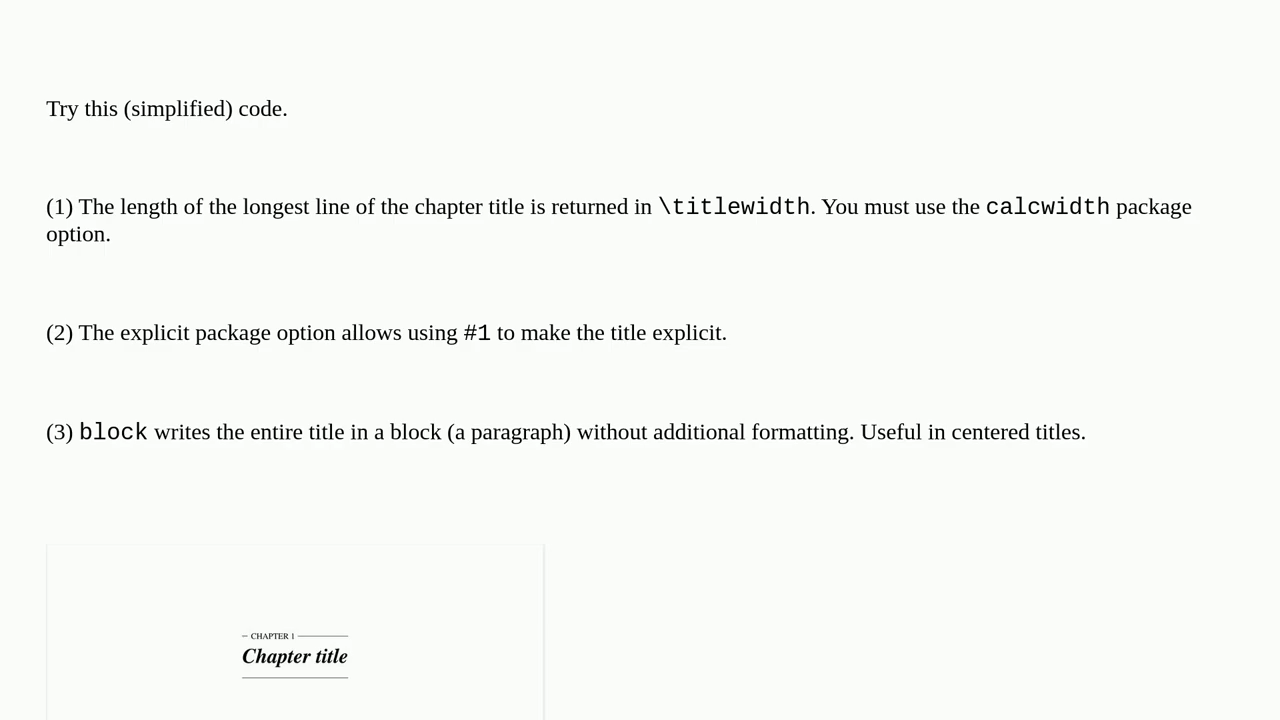 Try this (simplified) code.
(1) The length of the longest line of the chapter title is returned in \titlewidth. You must use the calcwidth package
option.
(2) The explicit package option allows using #1 to make the title explicit.
(3) block writes the entire title in a block (a paragraph) without additional formatting. Useful in centered titles.
CHAPTER 1
Chapter title